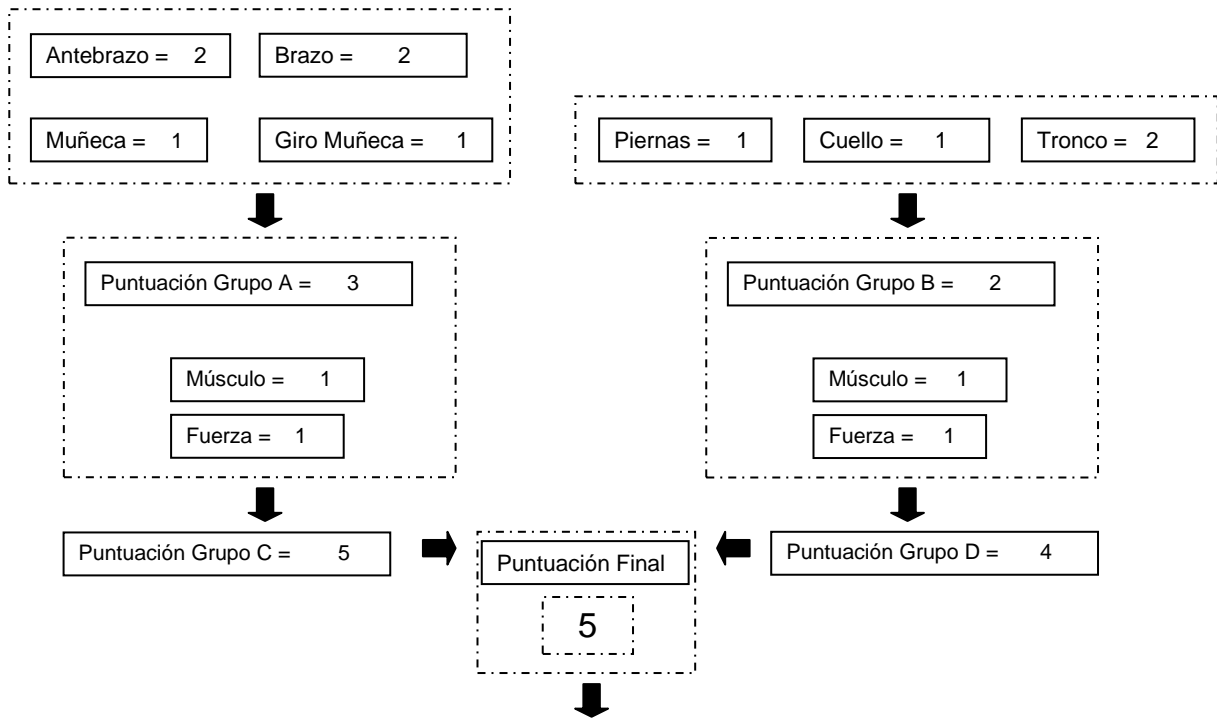 Antebrazo = 2
Brazo = 2
Muñeca = 1
Giro Muñeca = 1
Piernas = 1
Cuello = 1
Tronco = 2
Puntuación Grupo A = 3
Músculo = 1
Fuerza = 1
Puntuación Grupo B = 2
Músculo = 1
Fuerza = 1
Puntuación Grupo C = 5
Puntuación Final
5
Puntuación Grupo D = 4